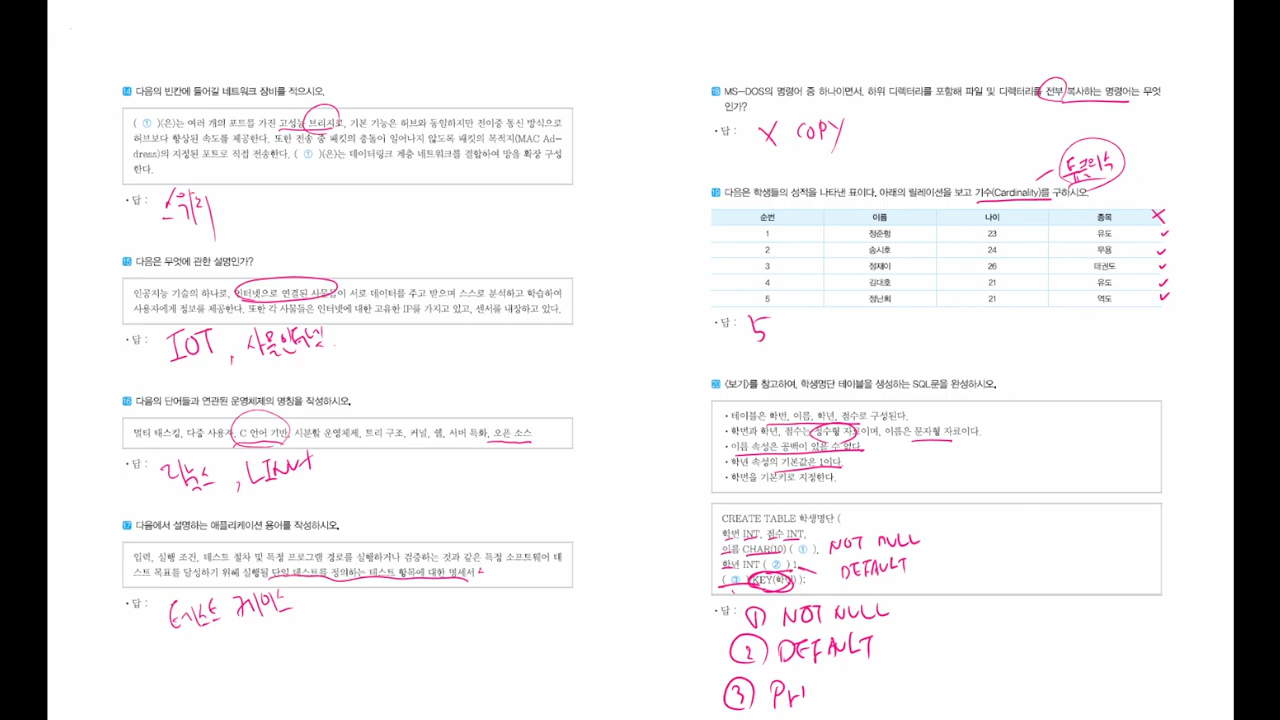 14 다음의 빈칸에 들어갈 네트워크 장비를 적으시오.
( ① )(은)는 여러 개의 포트를 가진 고성능 브리지로, 기본 기능은 허브와 동일하지만 전이중 통신 방식으로
허브보다 향상된 속도를 제공한다. 또한 전송 중 패킷의 충돌이 일어나지 않도록 패킷의 목적지(MAC Ad-
dress)의 지정된 포트로 직접 전송한다. ( ① )(은)는 데이터링크 계층 네트워크를 결합하여 망을 확장 구성
한다.
• 답 :
스위치
15 다음은 무엇에 관한 설명인가?
인공지능 기술의 하나로, 인터넷으로 연결된 사물들이 서로 데이터를 주고 받으며 스스로 분석하고 학습하여
사용자에게 정보를 제공한다. 또한 각 사물들은 인터넷에 대한 고유한 IP를 가지고 있고, 센서를 내장하고 있다.
• 답 : IOT, 사물인터넷
16 다음의 단어들과 연관된 운영체제의 명칭을 작성하시오.
멀티 태스킹, 다중 사용자, C 언어 기반, 시분할 운영체제, 트리 구조, 커널, 쉘, 서버 특화, 오픈 소스
• 답 : 리눅스, LINUX
17 다음에서 설명하는 애플리케이션 용어를 작성하시오.
입력, 실행 조건, 테스트 절차 및 특정 프로그램 경로를 실행하거나 검증하는 것과 같은 특정 소프트웨어 테
스트 목표를 달성하기 위해 실행될 단일 테스트를 정의하는 테스트 항목에 대한 명세서
• 답 : 테스트 케이스
18 MS-DOS의 명령어 중 하나이면서, 하위 디렉터리를 포함해 파일 및 디렉터리를 전부 복사하는 명령어는 무엇
인가?
• 답 : X COPY
튜플의 수
19 다음은 학생들의 성적을 나타낸 표이다. 아래의 릴레이션을 보고 기수(Cardinality)를 구하시오.
순번 이름 나이 종목
1 정준형 23 유도
2 송시호 24 무용
3 정재이 26 태권도
4 김대호 21 유도
5 정난희 21 역도
• 답 : 5
20 <보기>를 참고하여, 학생명단 테이블을 생성하는 SQL문을 완성하시오.
• 테이블은 학번, 이름, 학년, 점수로 구성된다.
• 학번과 학년, 점수는 정수형 자료이며, 이름은 문자형 자료이다.
• 이름 속성은 공백이 있을 수 없다.
• 학년 속성의 기본값은 1이다.
• 학번을 기본키로 지정한다.
CREATE TABLE 학생명단 (
학번 INT, 점수 INT,
이름 CHAR(10) ( ① ), NOT NULL
학년 INT ( ② ) 1, DEFAULT
( ③ ) KEY(학번));
• 답 : ① NOT NULL
② DEFAULT
③ Pri